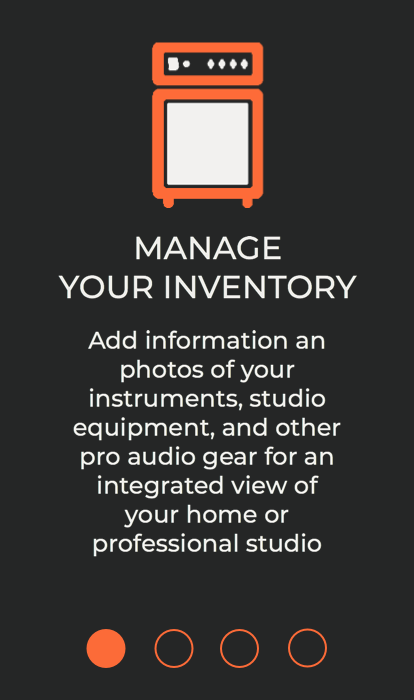 MANAGE
YOUR INVENTORY
Add information an
photos of your
instruments, studio
equipment, and other
pro audio gear for an
integrated view of
your home or
professional studio